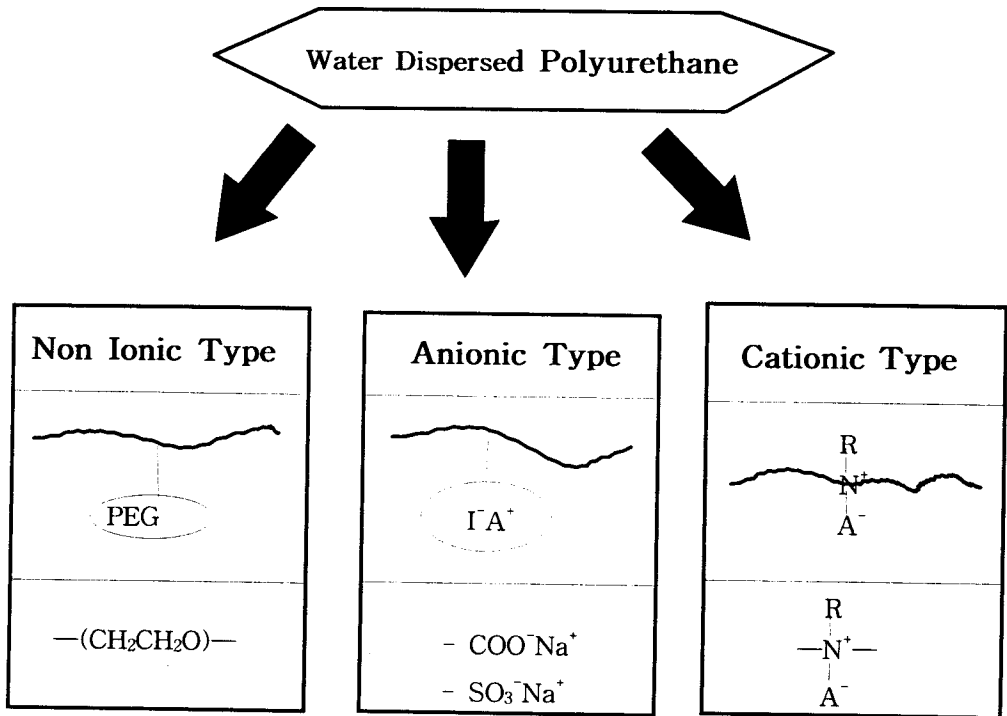 Water Dispersed Polyurethane
Non Ionic Type
PEG
—(CH₂CH₂O)—
Anionic Type
I⁻A⁺
- COO⁻Na⁺
- SO₃⁻Na⁺
Cationic Type
R
N⁺
A⁻
R
—N⁺—
A⁻